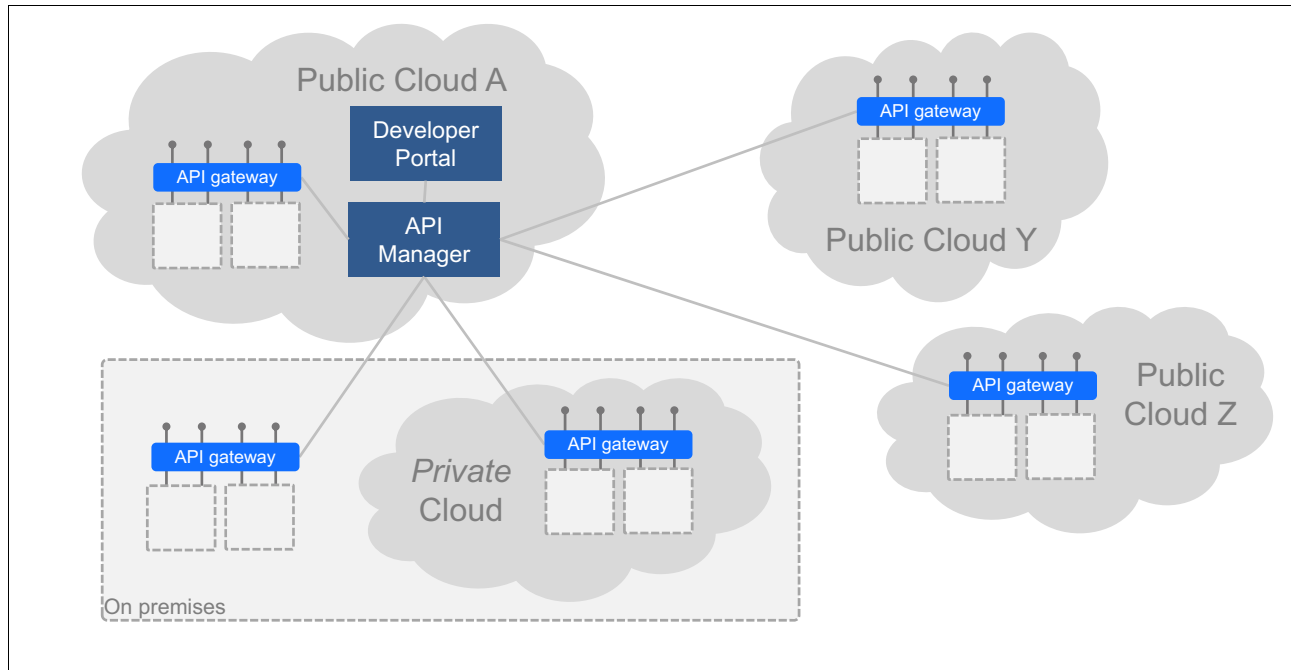 Public Cloud A
Developer
Portal
API gateway
API
Manager
API gateway
Public Cloud Y
API gateway
Public
Cloud Z
API gateway
Private
Cloud
API gateway
On premises